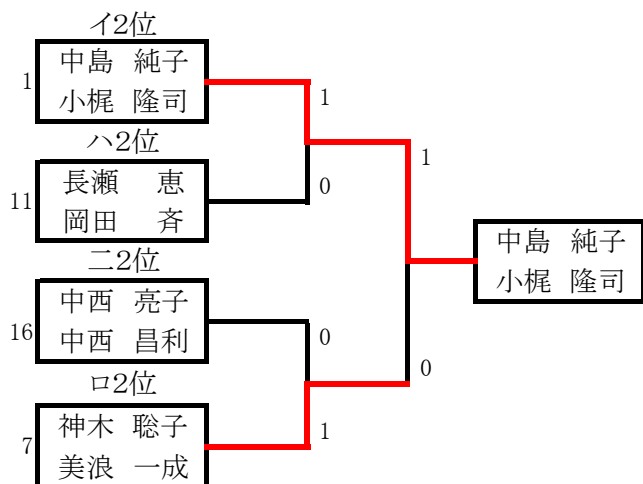 イ2位
1
中島 純子
小梶 隆司
1
ハ2位
0
1
11
長瀬 恵
岡田 斉
中島 純子
小梶 隆司
ニ2位
16
中西 亮子
中西 昌利
0
0
ロ2位
7
神木 聡子
美浪 一成
1